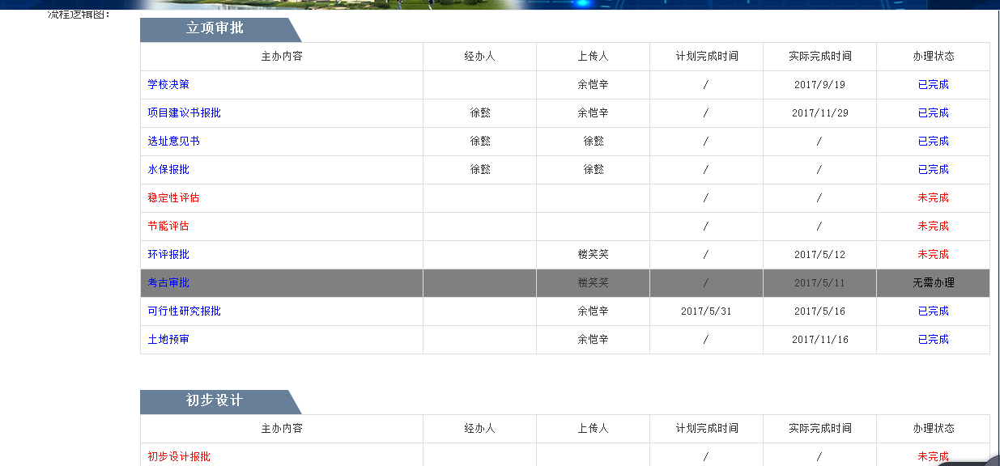 流程逻辑图：
立项审批
主办内容 经办人 上传人 计划完成时间 实际完成时间 办理状态
学校决策 余恺辛 / 2017/9/19 已完成
项目建议书报批 徐懿 余恺辛 / 2017/11/29 已完成
选址意见书 徐懿 徐懿 / / 已完成
水保报批 徐懿 徐懿 / / 已完成
稳定性评估 / / 未完成
节能评估 / / 未完成
环评报批 楼笑笑 / 2017/5/12 未完成
考古审批 楼笑笑 / 2017/5/11 无需办理
可行性研究报批 余恺辛 2017/5/31 2017/5/16 已完成
土地预审 余恺辛 / 2017/11/16 已完成
初步设计
主办内容 经办人 上传人 计划完成时间 实际完成时间 办理状态
初步设计报批 / / 未完成